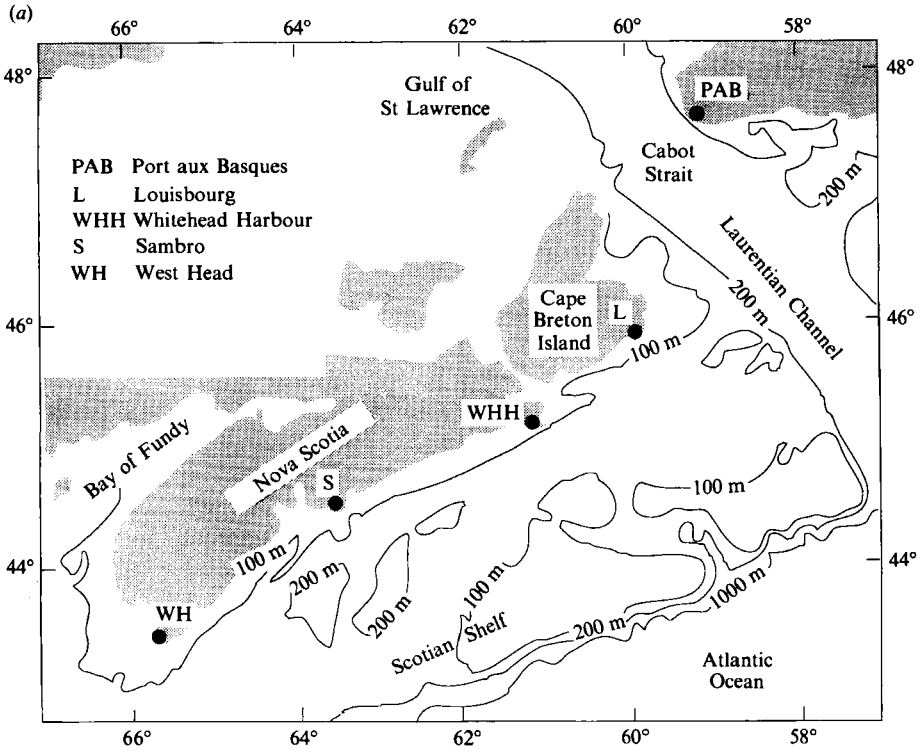 (a)
66° 64° 62° 60° 58°
48° 48°
Gulf of
St Lawrence
PAB
Cabot
Strait
200 m
PAB Port aux Basques
L Louisbourg
WHH Whitehead Harbour
S Sambro
WH West Head
Laurentian Channel
200 m
Cape
Breton
Island
L
46° 46°
100 m
WHH
Bay of Fundy
Nova Scotia
S
100 m
100 m
200 m
200 m
100 m
44° 44°
1000 m
WH
Scotian Shelf
200 m
Atlantic
Ocean
66° 64° 62° 60° 58°